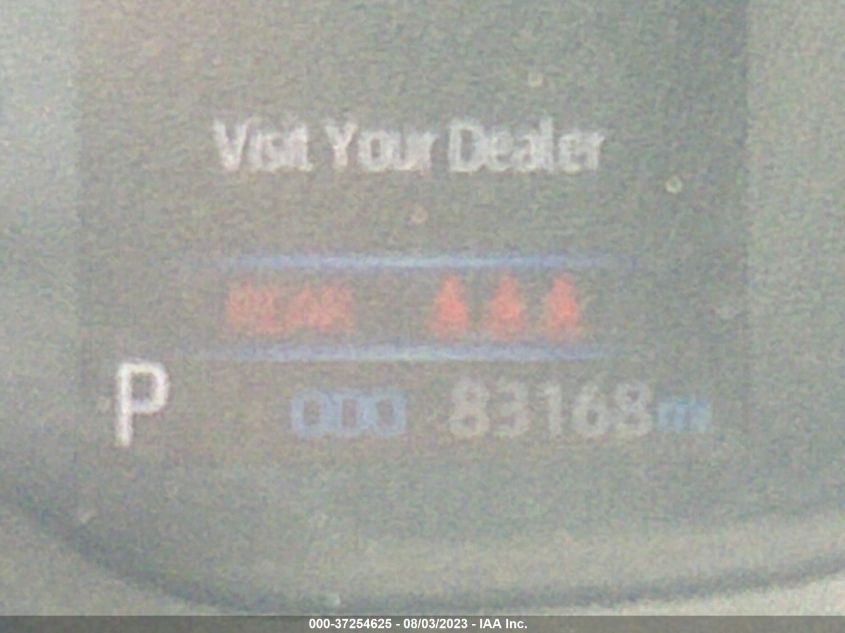 Visit Your Dealer
REAR
P ODO 83168 mi
000-37254625 - 08/03/2023 - IAA Inc.